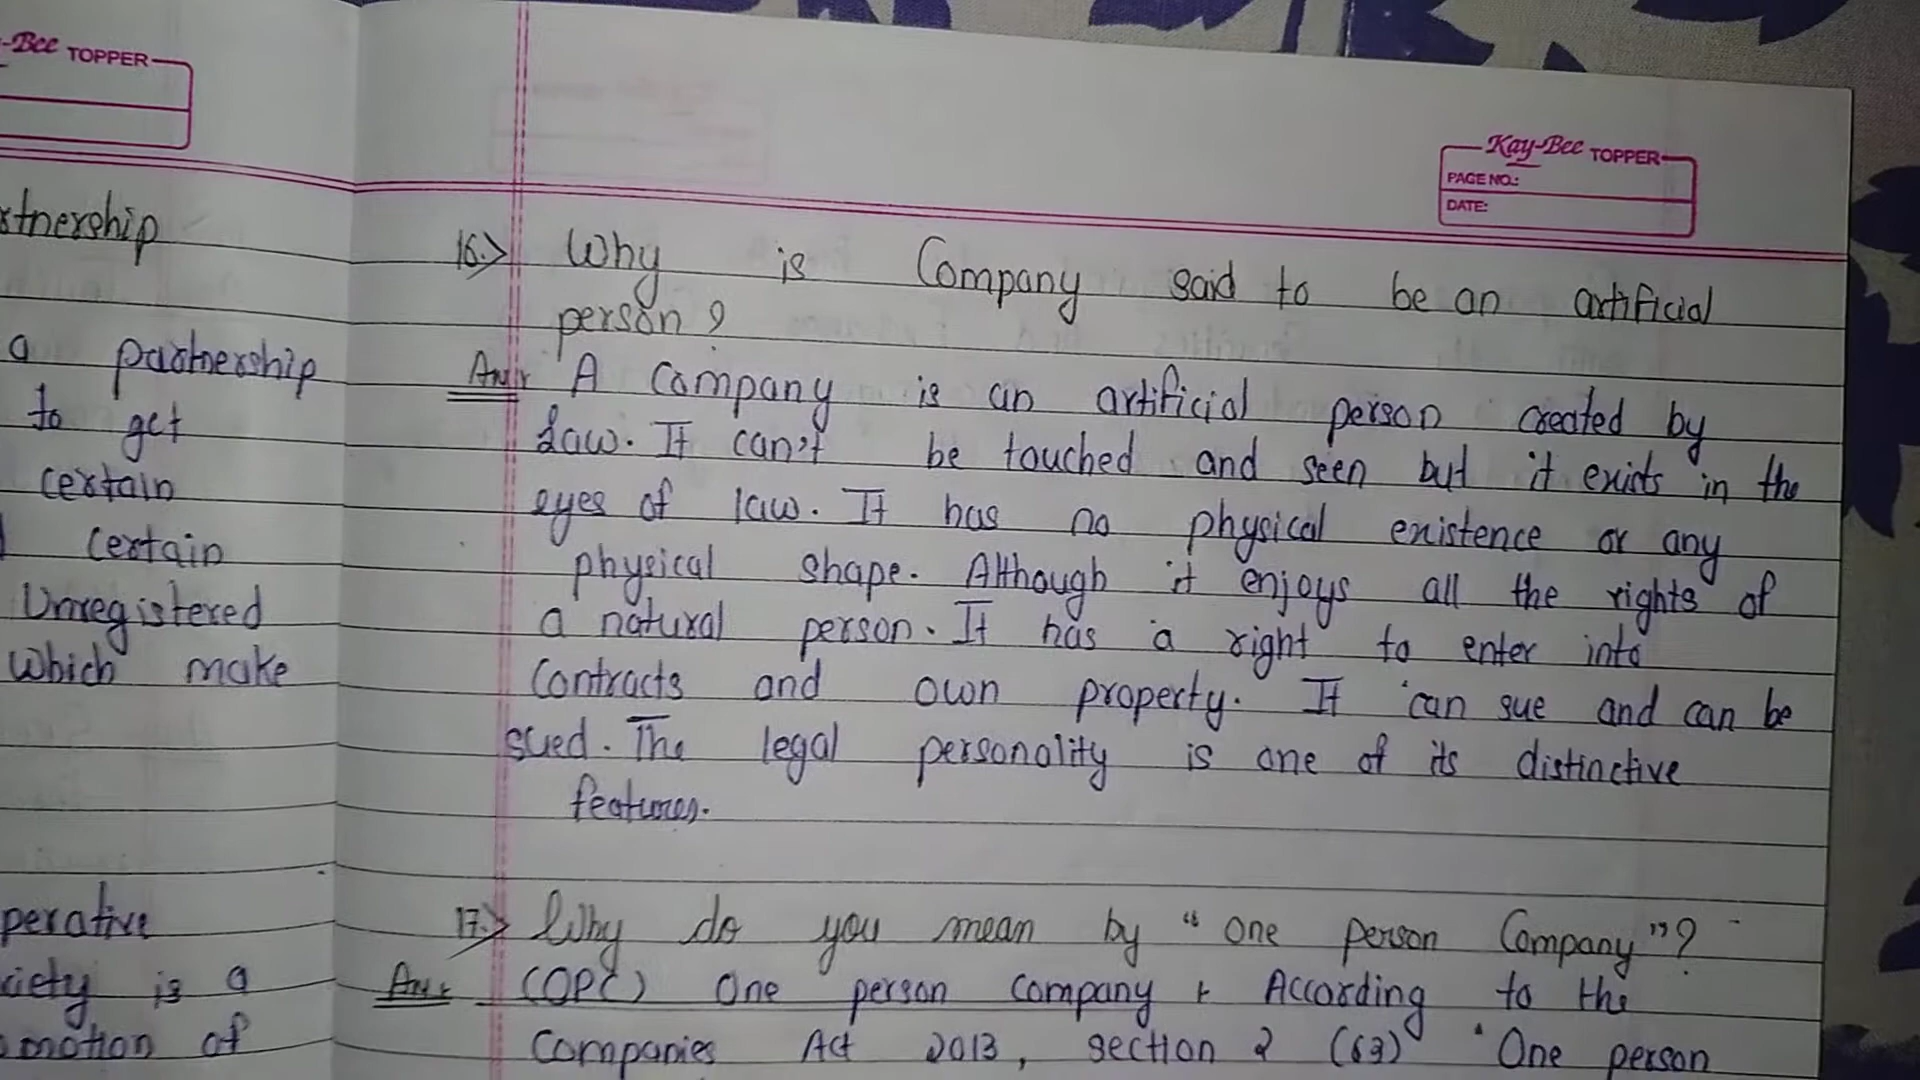 -Bee TOPPER
rtnership
a partnership
to get
certain
certain
Unregistered
which make
perative
ciety is a
motion of
Kay-Bee TOPPER
PAGE NO.:
DATE:
16.> Why is Company said to be an artificial
person?
Ans: A company is an artificial person created by
Law. It can't be touched and seen but it exists in the
eyes of law. It has no physical existence or any
physical shape. Although it enjoys all the rights of
a natural person. It has a right to enter into
contracts and own property. It can sue and can be
sued. The legal personality is one of its distinctive
features.
17.> Why do you mean by "one person Company"?
Ans: (OPC) One person company : According to the
Companies Act 2013, section 2 (63) "One person